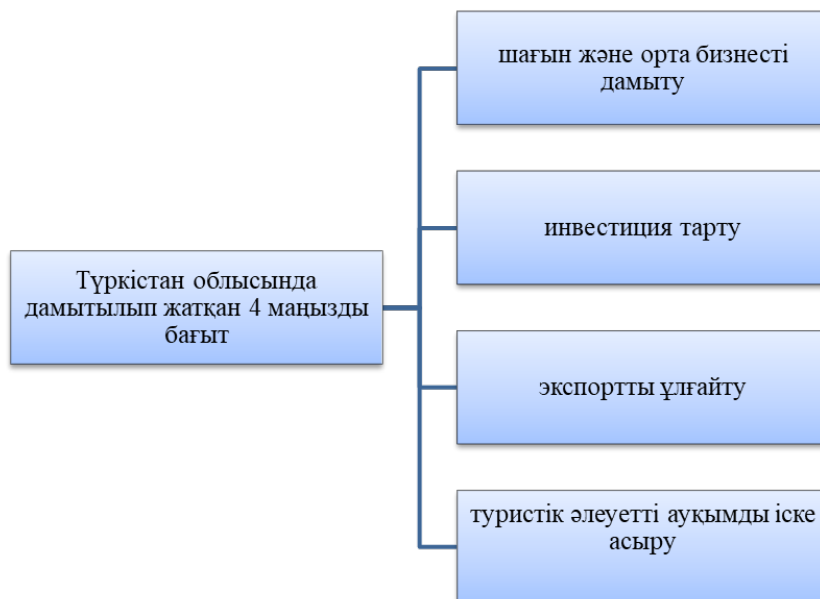 шағын және орта бизнесті
дамыту
инвестиция тарту
Түркістан облысында
дамытылып жатқан 4 маңызды
бағыт
экспортты ұлғайту
туристік әлеуетті ауқымды іске
асыру